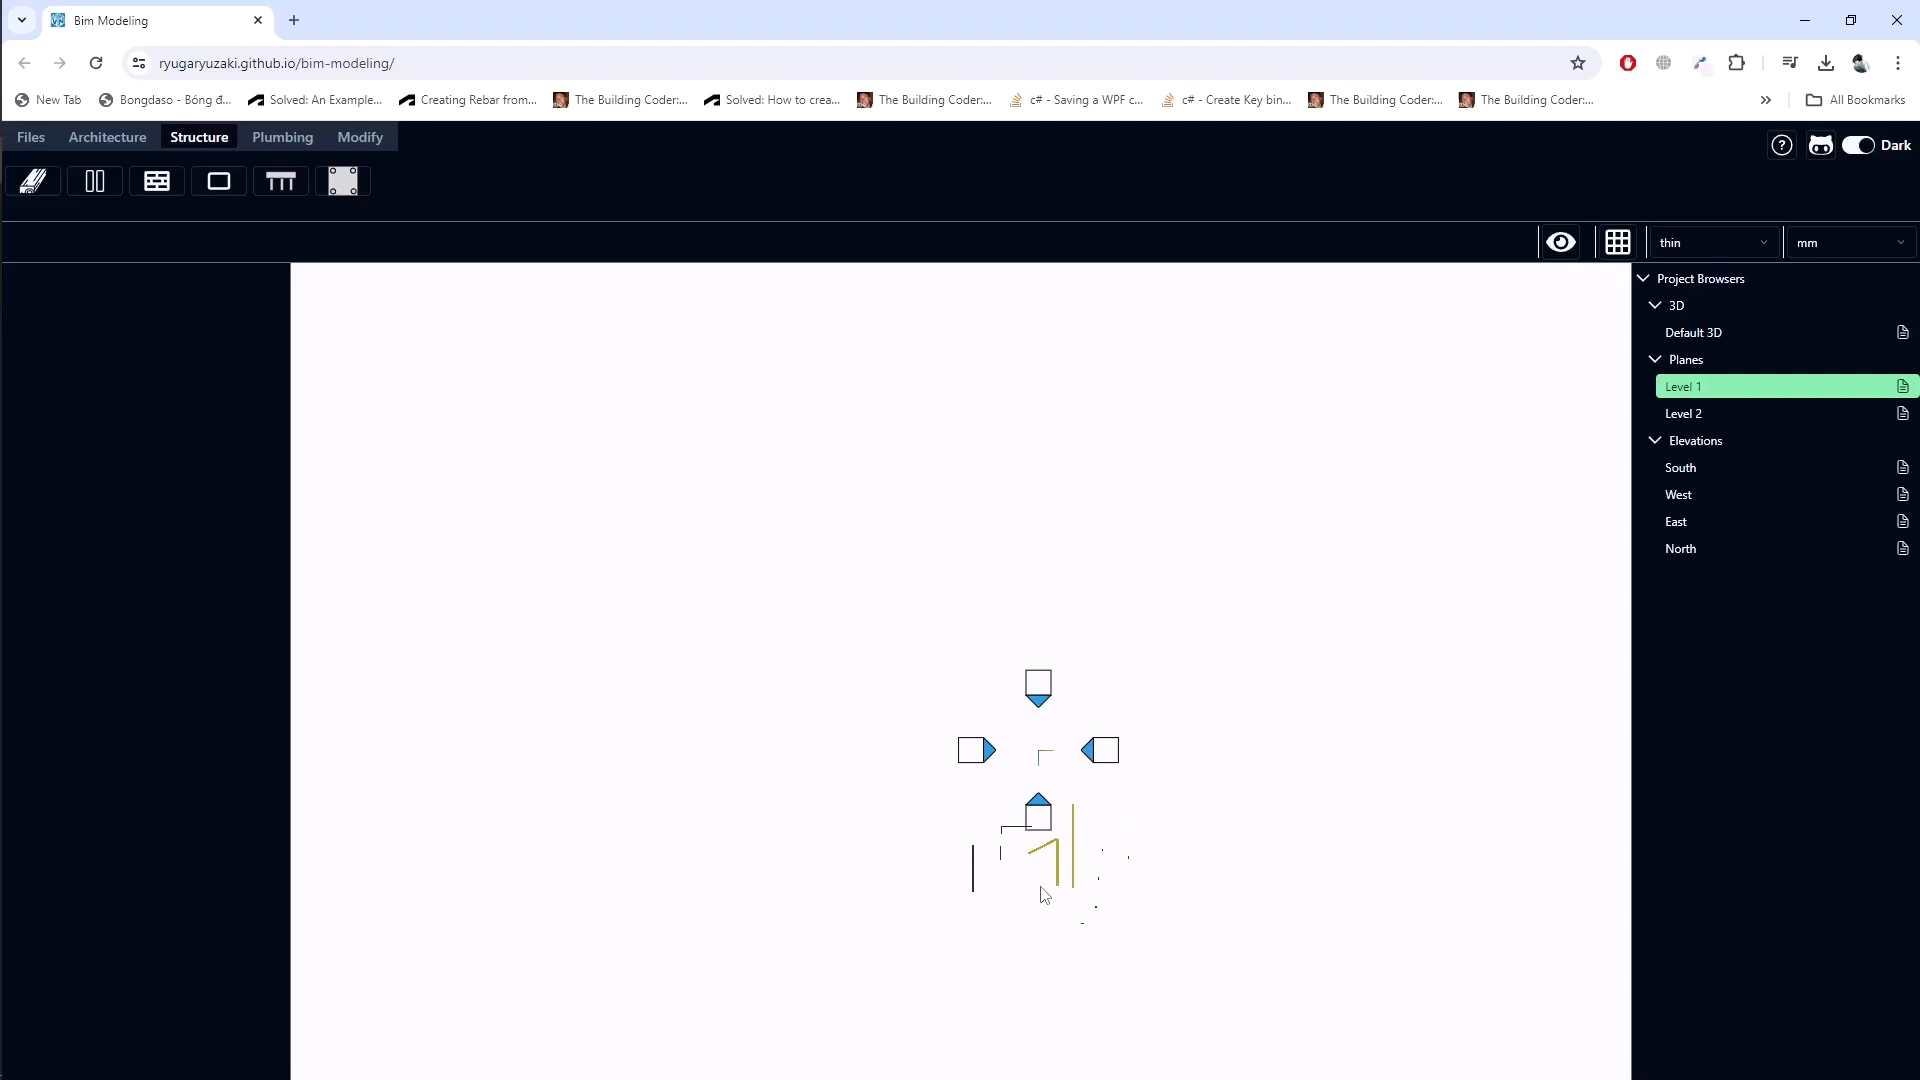 Bim Modeling
ryugaryuzaki.github.io/bim-modeling/
New Tab
Bongdaso - Bóng đ...
Solved: An Example...
Creating Rebar from...
The Building Coder:...
Solved: How to crea...
The Building Coder:...
c# - Saving a WPF c...
c# - Create Key bin...
The Building Coder:...
The Building Coder:...
All Bookmarks
Files Architecture Structure Plumbing Modify
Dark
thin
mm
Project Browsers
3D
Default 3D
Planes
Level 1
Level 2
Elevations
South
West
East
North